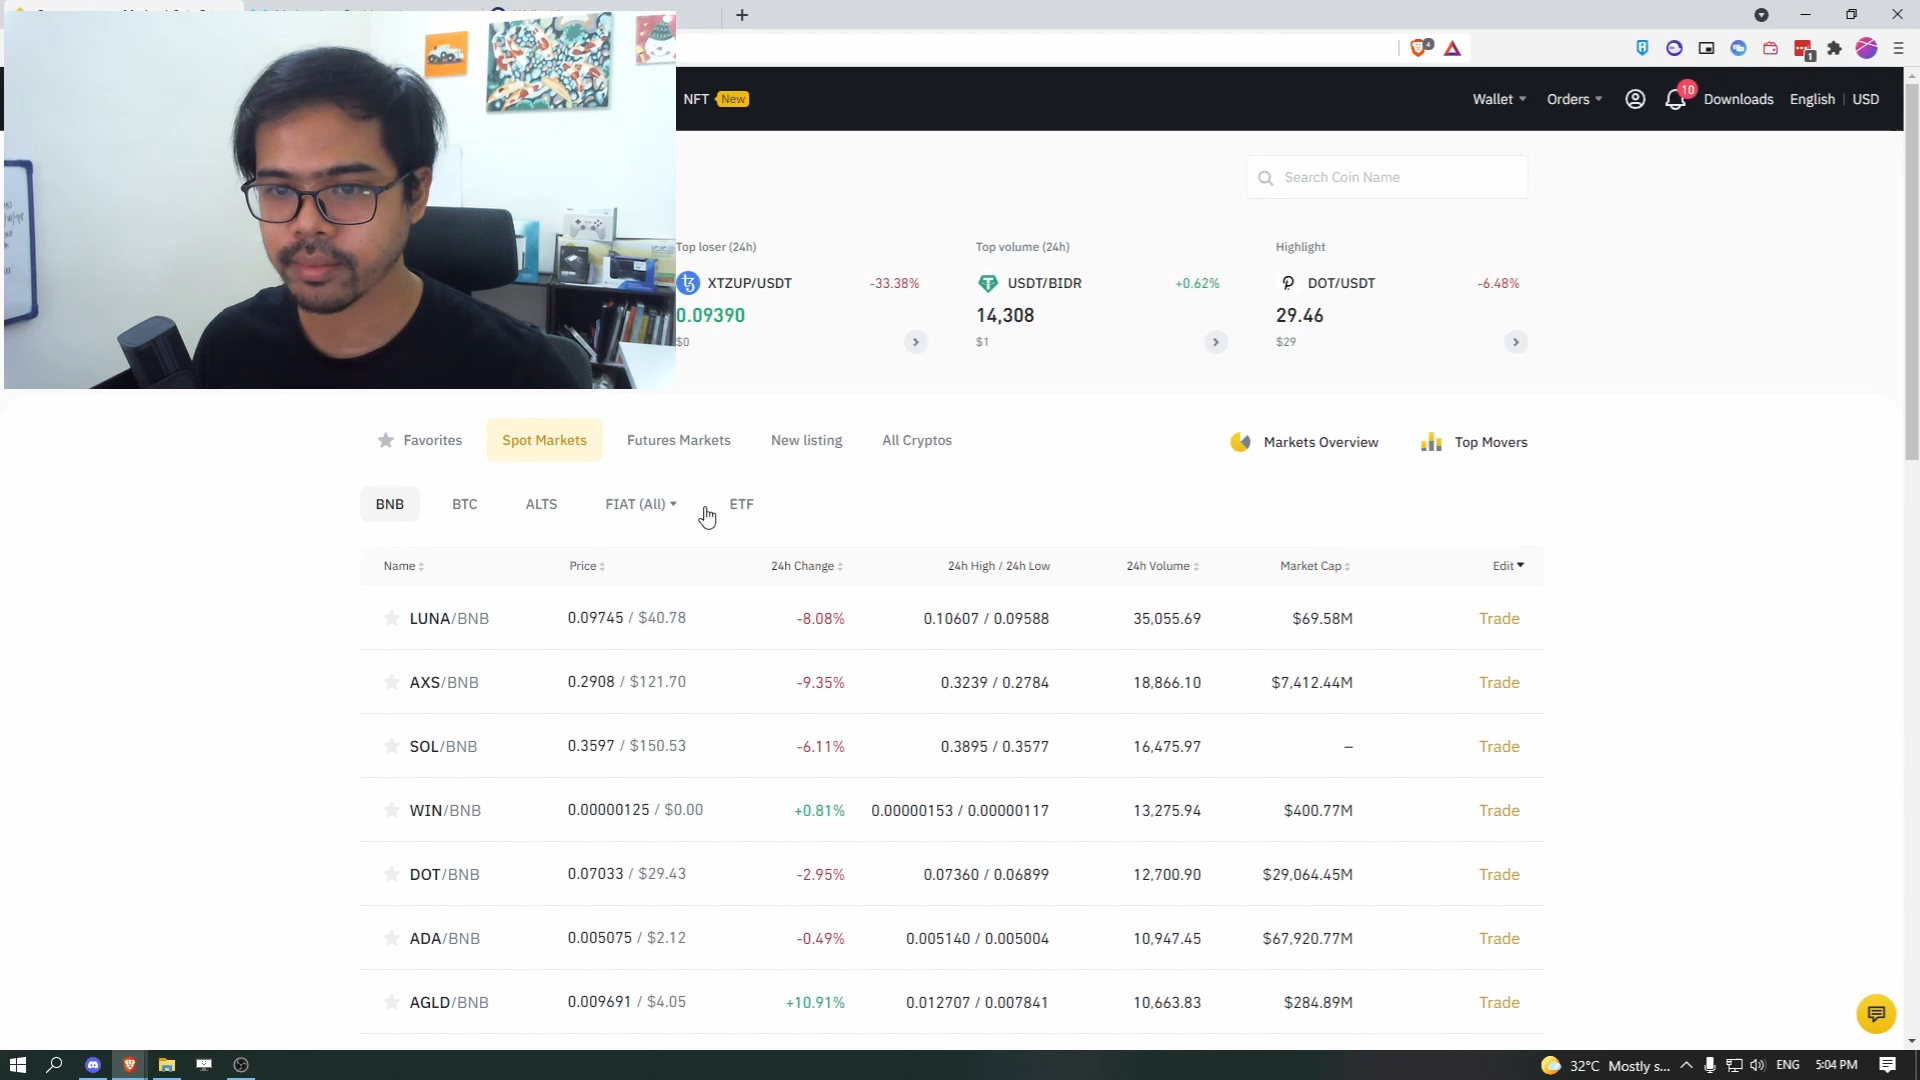 NFT New Wallet Orders 10 Downloads English | USD
4
1
Search Coin Name
Top loser (24h) Top volume (24h) Highlight
XTZUP/USDT -33.38% USDT/BIDR +0.62% DOT/USDT -6.48%
0.09390 14,308 29.46
$0 $1 $29
Favorites Spot Markets Futures Markets New listing All Cryptos Markets Overview Top Movers
BNB BTC ALTS FIAT (All) ETF
Name Price 24h Change 24h High / 24h Low 24h Volume Market Cap Edit
LUNA/BNB 0.09745 / $40.78 -8.08% 0.10607 / 0.09588 35,055.69 $69.58M Trade
AXS/BNB 0.2908 / $121.70 -9.35% 0.3239 / 0.2784 18,866.10 $7,412.44M Trade
SOL/BNB 0.3597 / $150.53 -6.11% 0.3895 / 0.3577 16,475.97 – Trade
WIN/BNB 0.00000125 / $0.00 +0.81% 0.00000153 / 0.00000117 13,275.94 $400.77M Trade
DOT/BNB 0.07033 / $29.43 -2.95% 0.07360 / 0.06899 12,700.90 $29,064.45M Trade
ADA/BNB 0.005075 / $2.12 -0.49% 0.005140 / 0.005004 10,947.45 $67,920.77M Trade
AGLD/BNB 0.009691 / $4.05 +10.91% 0.012707 / 0.007841 10,663.83 $284.89M Trade
32°C Mostly s... ENG 5:04 PM